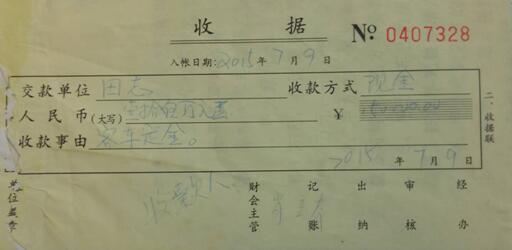 收 据 № 0407328
入帐日期: 2015 年 7 月 9 日
交款单位 田志 收款方式 现金
人民币(大写) ¥
收款事由 客车定金。
2015 年 7 月 9 日
收款人
单位盖章 财会主管 记账 出纳 审核 经办
二、收据联